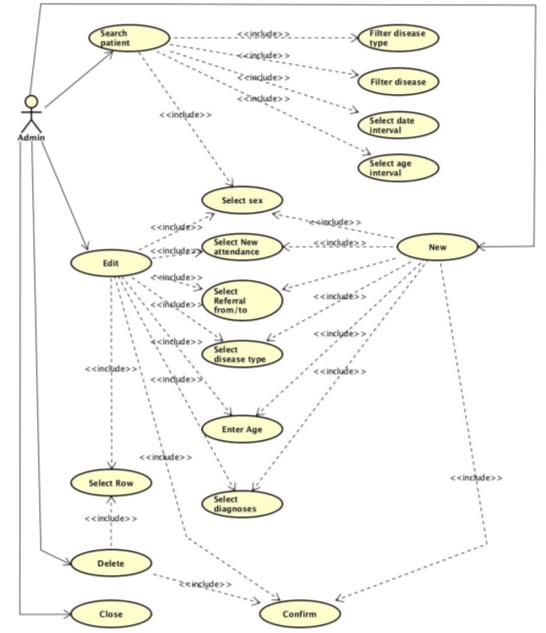 Search
patient
<<include>>
Filter disease
type
<<include>>
Filter disease
<<include>>
<<include>>
Select date
interval
<<include>>
Admin
Select age
interval
Select sex
<<include>>
<<include>>
Select New
attendance
<<include>>
<<include>>
New
Edit
<<include>>
Select
Referral
from/to
<<include>>
<<include>>
<<include>>
<<include>>
Select
disease type
<<include>>
<<include>>
<<include>>
Enter Age
<<include>>
Select Row
<<include>>
Select
diagnoses
<<include>>
Delete
<<include>>
Close
Confirm